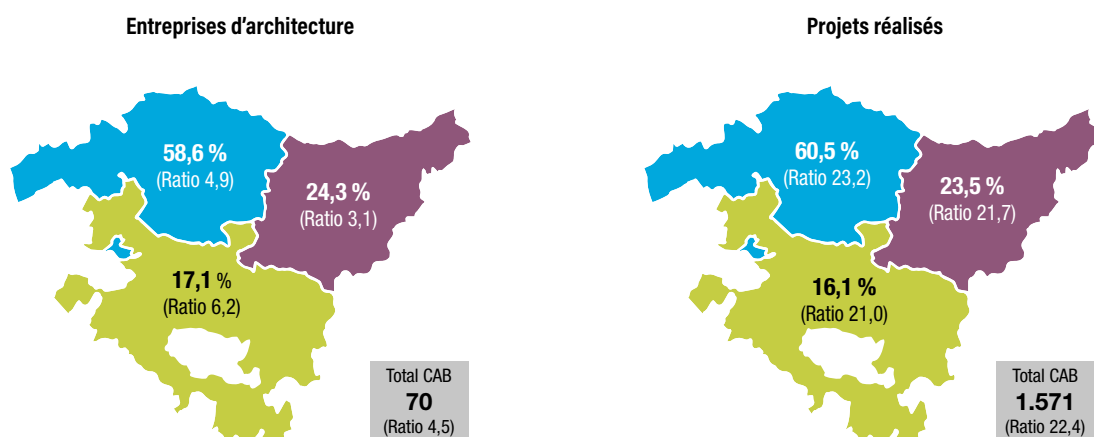 Entreprises d'architecture
58,6 %
(Ratio 4,9)
24,3 %
(Ratio 3,1)
17,1 %
(Ratio 6,2)
Total CAB
70
(Ratio 4,5)
Projets réalisés
60,5 %
(Ratio 23,2)
23,5 %
(Ratio 21,7)
16,1 %
(Ratio 21,0)
Total CAB
1.571
(Ratio 22,4)